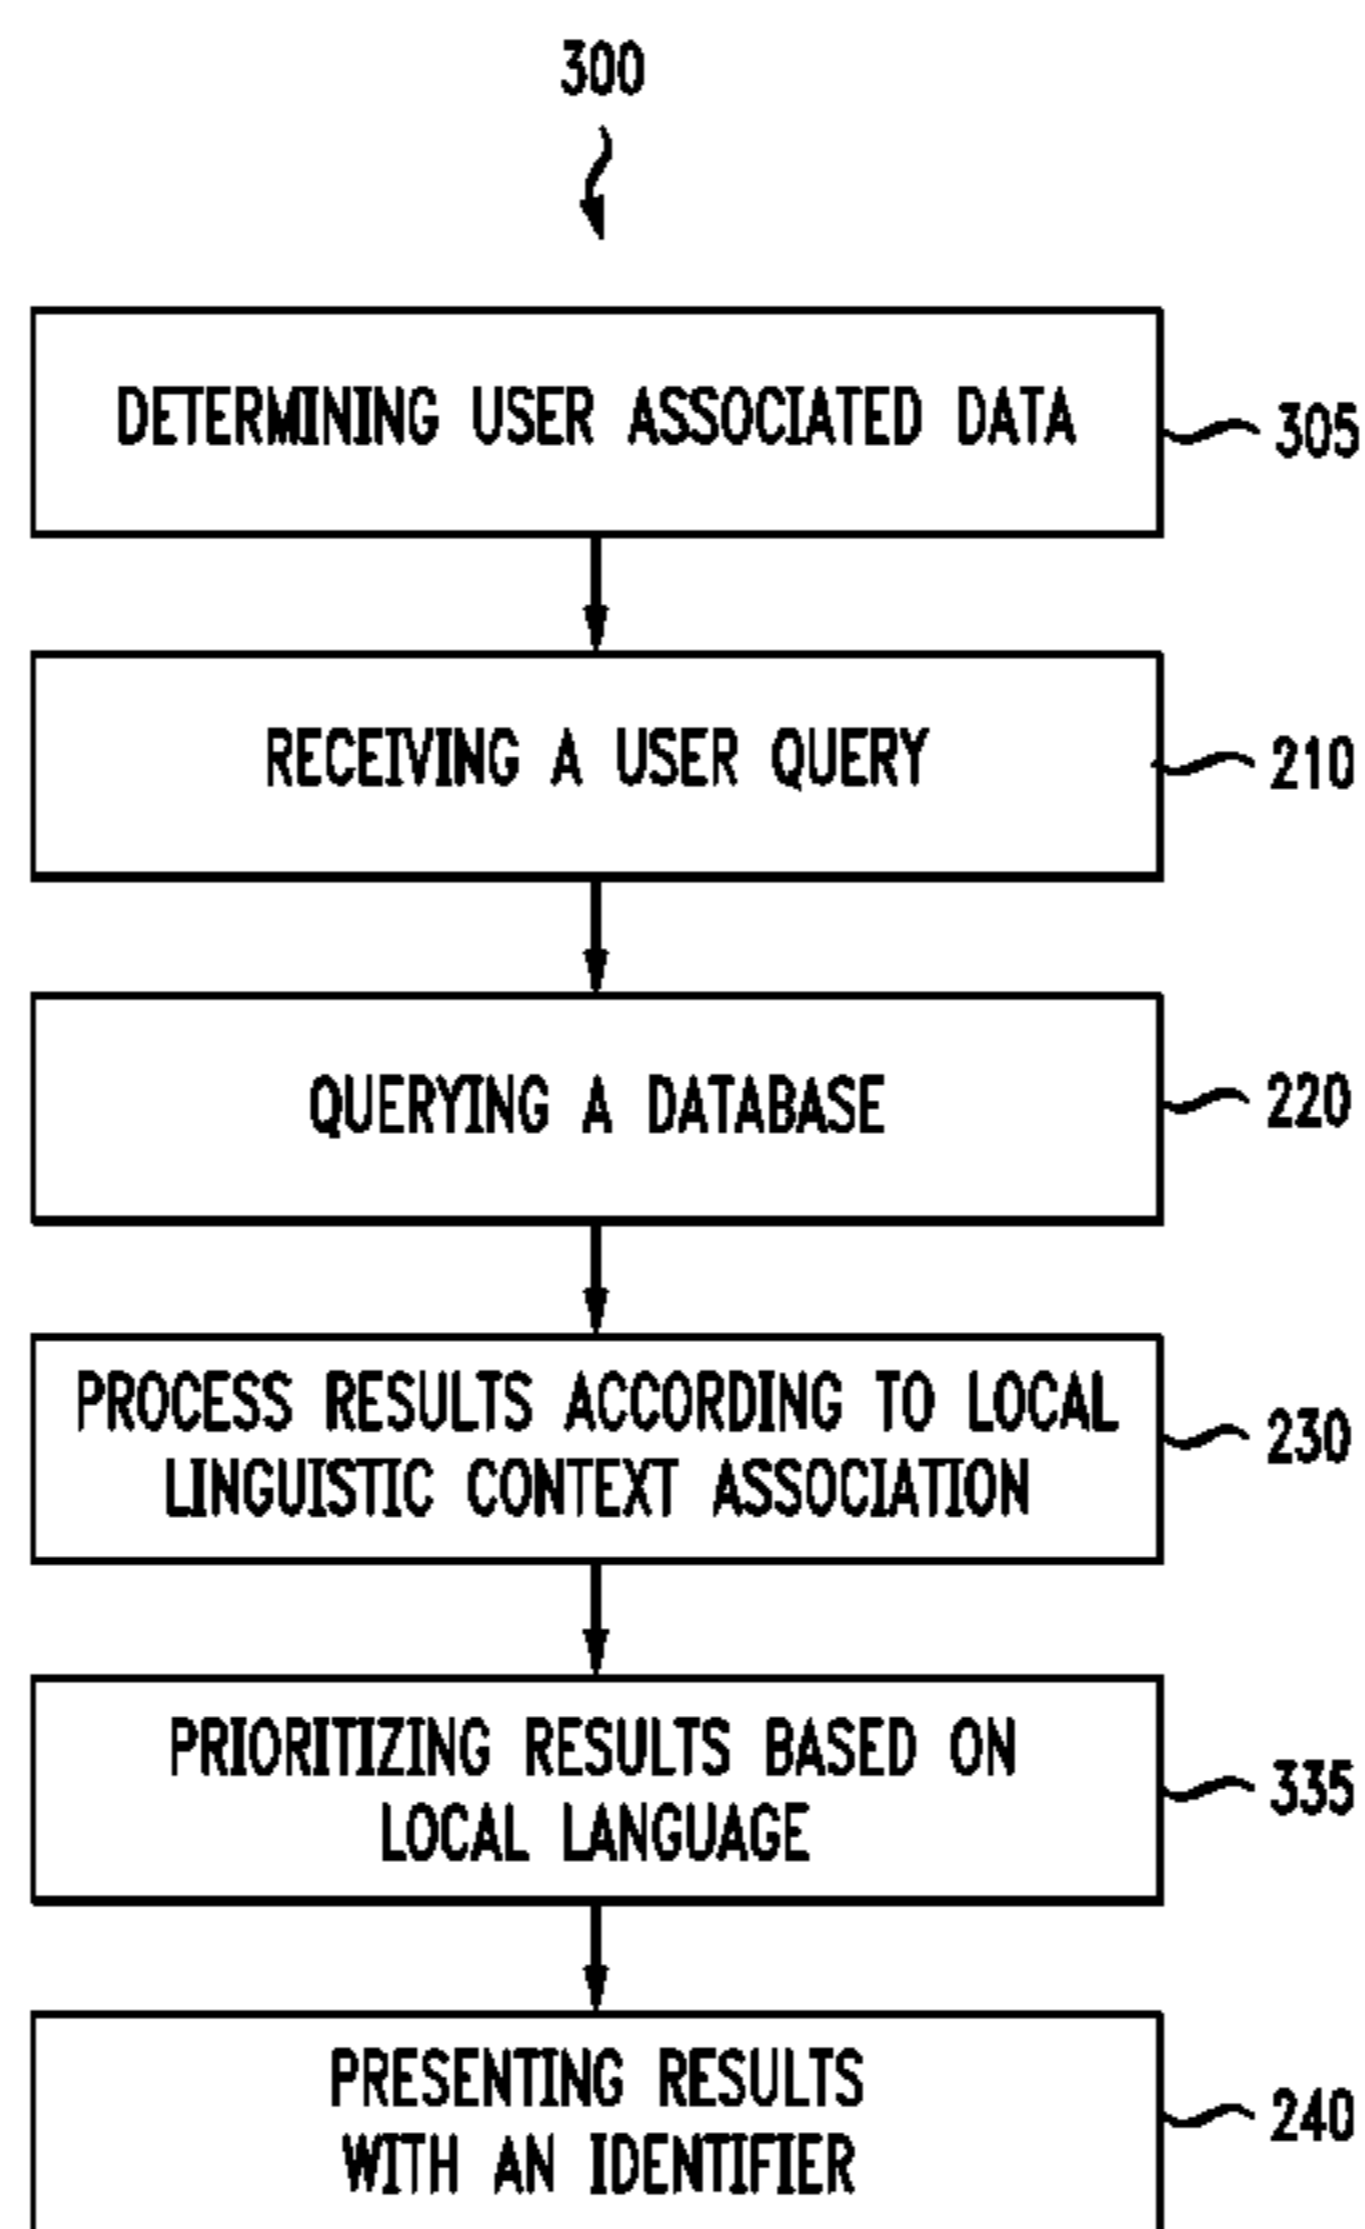 300
DETERMINING USER ASSOCIATED DATA
305
RECEIVING A USER QUERY
210
QUERYING A DATABASE
220
PROCESS RESULTS ACCORDING TO LOCAL
LINGUISTIC CONTEXT ASSOCIATION
230
PRIORITIZING RESULTS BASED ON
LOCAL LANGUAGE
335
PRESENTING RESULTS
WITH AN IDENTIFIER
240